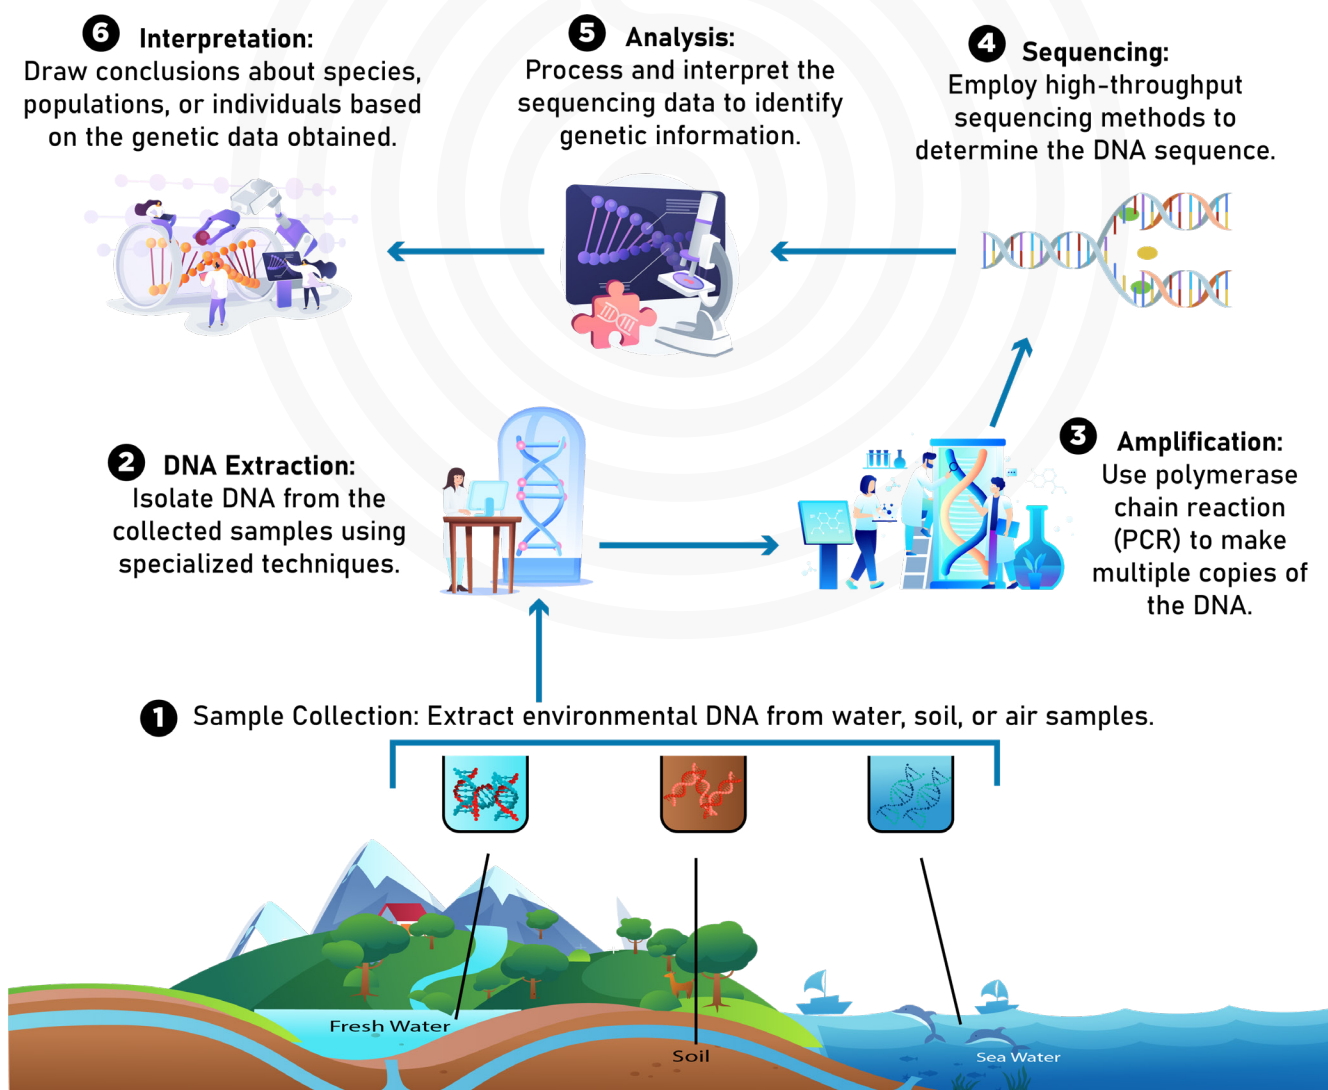 6 Interpretation:
Draw conclusions about species,
populations, or individuals based
on the genetic data obtained.
5 Analysis:
Process and interpret the
sequencing data to identify
genetic information.
4 Sequencing:
Employ high-throughput
sequencing methods to
determine the DNA sequence.
2 DNA Extraction:
Isolate DNA from the
collected samples using
specialized techniques.
3 Amplification:
Use polymerase
chain reaction
(PCR) to make
multiple copies of
the DNA.
1 Sample Collection: Extract environmental DNA from water, soil, or air samples.
Fresh Water
Soil
Sea Water